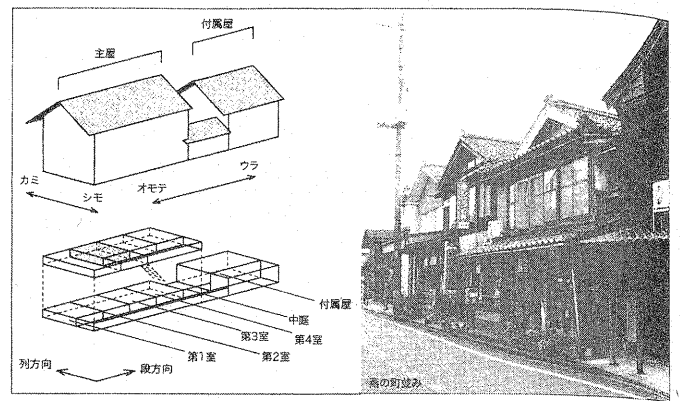 付属屋
主屋
カミ
シモ
オモテ
ウラ
付属屋
中庭
第3室
第4室
第1室
第2室
列方向
段方向
の町並み